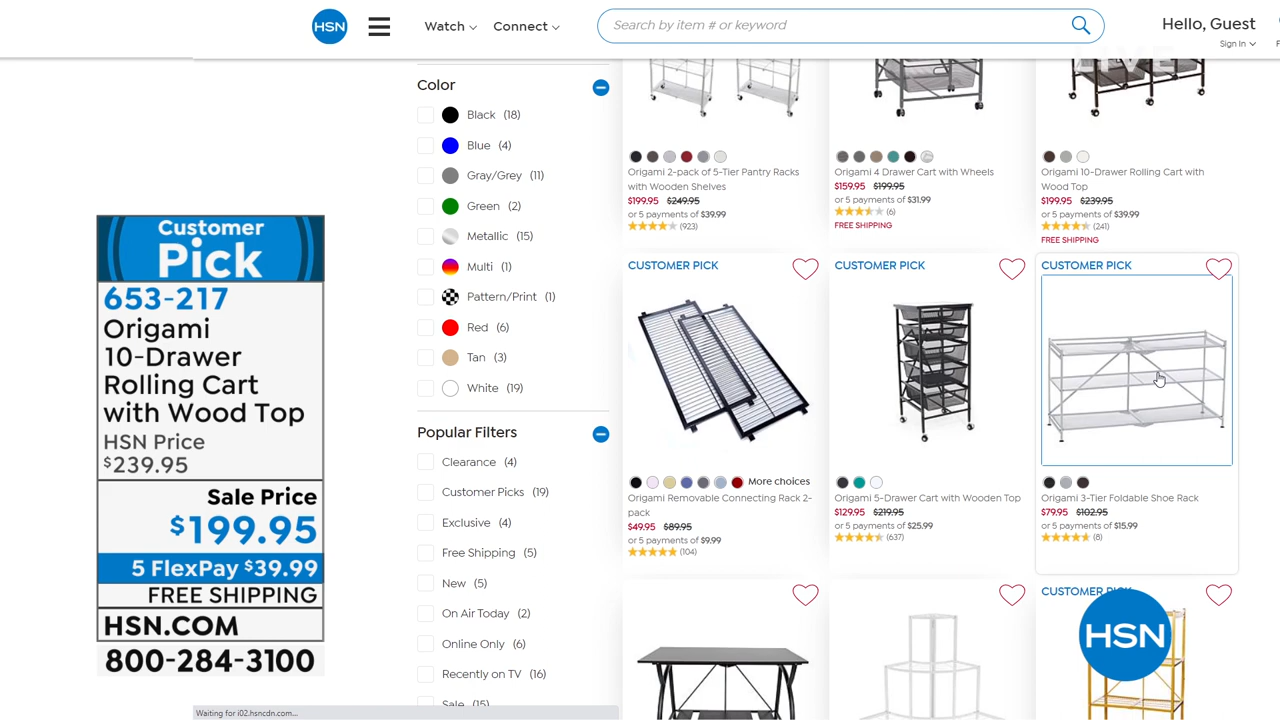 HSN
Watch
Connect
Search by item # or keyword
Hello, Guest
Sign In
LIVE
Customer
Pick
653-217
Origami
10-Drawer
Rolling Cart
with Wood Top
HSN Price
$239.95
Sale Price
$199.95
5 FlexPay $39.99
FREE SHIPPING
HSN.COM
800-284-3100
Color
Black (18)
Blue (4)
Gray/Grey (11)
Green (2)
Metallic (15)
Multi (1)
Pattern/Print (1)
Red (6)
Tan (3)
White (19)
Popular Filters
Clearance (4)
Customer Picks (19)
Exclusive (4)
Free Shipping (5)
New (5)
On Air Today (2)
Online Only (6)
Recently on TV (16)
Sale (15)
Origami 2-pack of 5-Tier Pantry Racks
with Wooden Shelves
$199.95 $249.95
or 5 payments of $39.99
(923)
Origami 4 Drawer Cart with Wheels
$159.95 $199.95
or 5 payments of $31.99
(6)
FREE SHIPPING
Origami 10-Drawer Rolling Cart with
Wood Top
$199.95 $239.95
or 5 payments of $39.99
(241)
FREE SHIPPING
CUSTOMER PICK
More choices
Origami Removable Connecting Rack 2-
pack
$49.95 $89.95
or 5 payments of $9.99
(104)
CUSTOMER PICK
Origami 5-Drawer Cart with Wooden Top
$129.95 $219.95
or 5 payments of $25.99
(637)
CUSTOMER PICK
Origami 3-Tier Foldable Shoe Rack
$79.95 $102.95
or 5 payments of $15.99
(8)
CUSTOMER PICK
HSN
Waiting for i02.hsncdn.com...